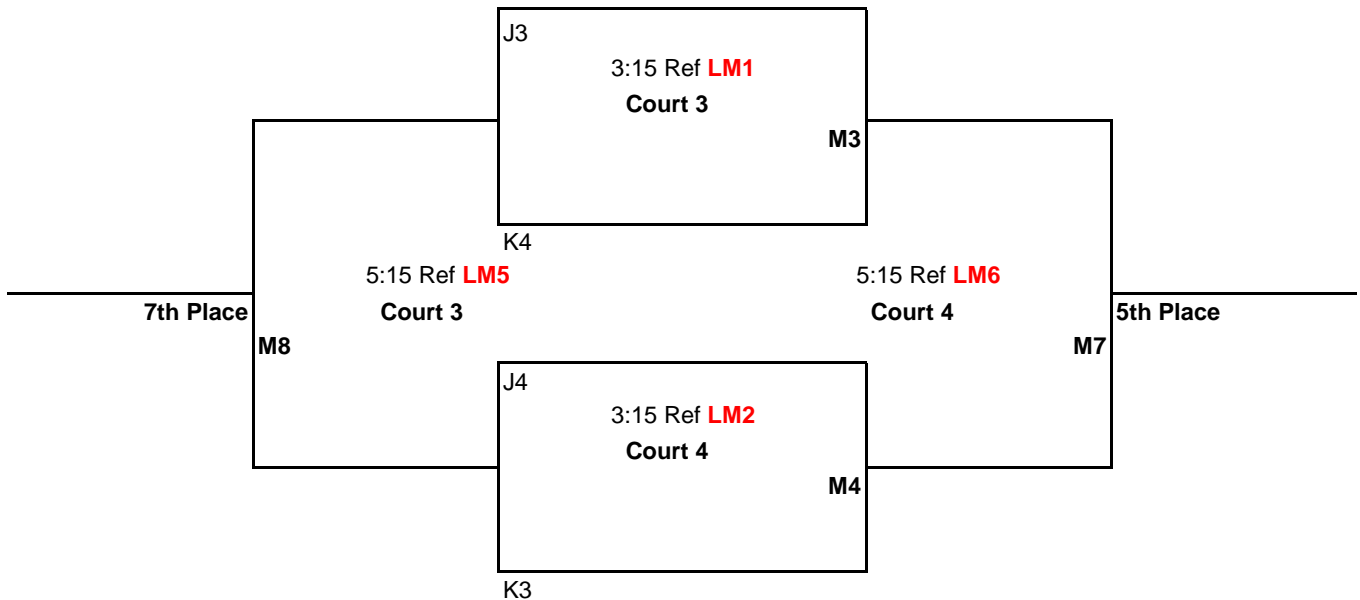 J3
3:15 Ref LM1
Court 3
M3
K4
5:15 Ref LM5
5:15 Ref LM6
7th Place
Court 3
Court 4
5th Place
M8
M7
J4
3:15 Ref LM2
Court 4
M4
K3